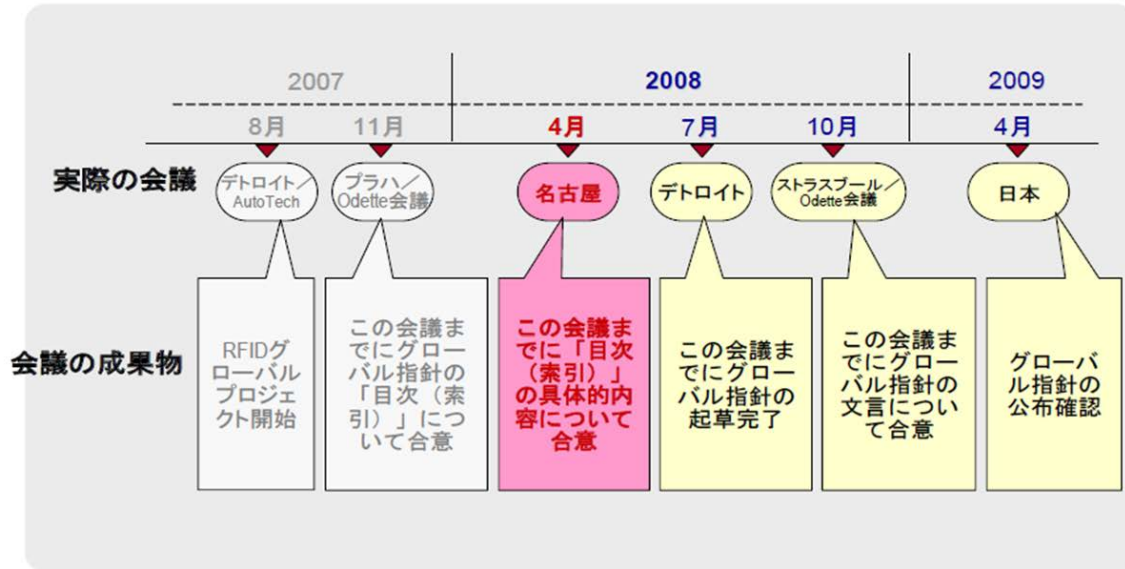 2007
2008
2009
8月
11月
4月
7月
10月
4月
実際の会議
デトロイト／
AutoTech
プラハ／
Odette会議
名古屋
デトロイト
ストラスブール／
Odette会議
日本
会議の成果物
RFIDグ
ローバル
プロジェ
クト開始
この会議ま
でにグロー
バル指針の
「目次（索
引）」につ
いて合意
この会議ま
でに「目次
（索引）」
の具体的内
容について
合意
この会議ま
でにグロー
バル指針の
起草完了
この会議ま
でにグロー
バル指針の
文言につい
て合意
グローバ
ル指針の
公布確認